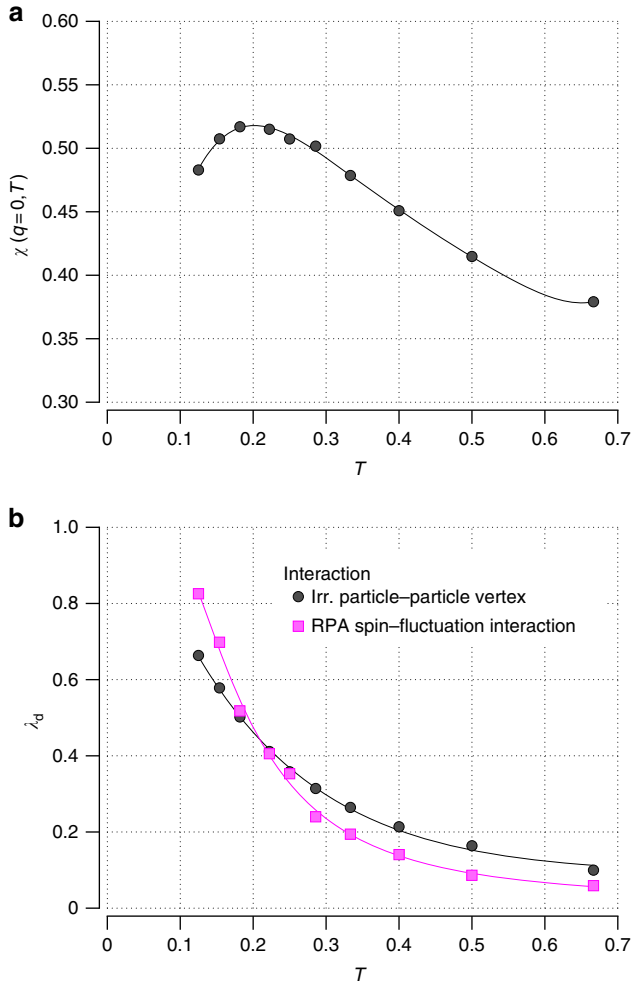 a
0.60
0.55
0.50
0.45
0.40
0.35
0.30
χ (q = 0, T)
0 0.1 0.2 0.3 0.4 0.5 0.6 0.7
T
b
1.0
0.8
0.6
0.4
0.2
0
λd
Interaction
Irr. particle–particle vertex
RPA spin–fluctuation interaction
0 0.1 0.2 0.3 0.4 0.5 0.6 0.7
T